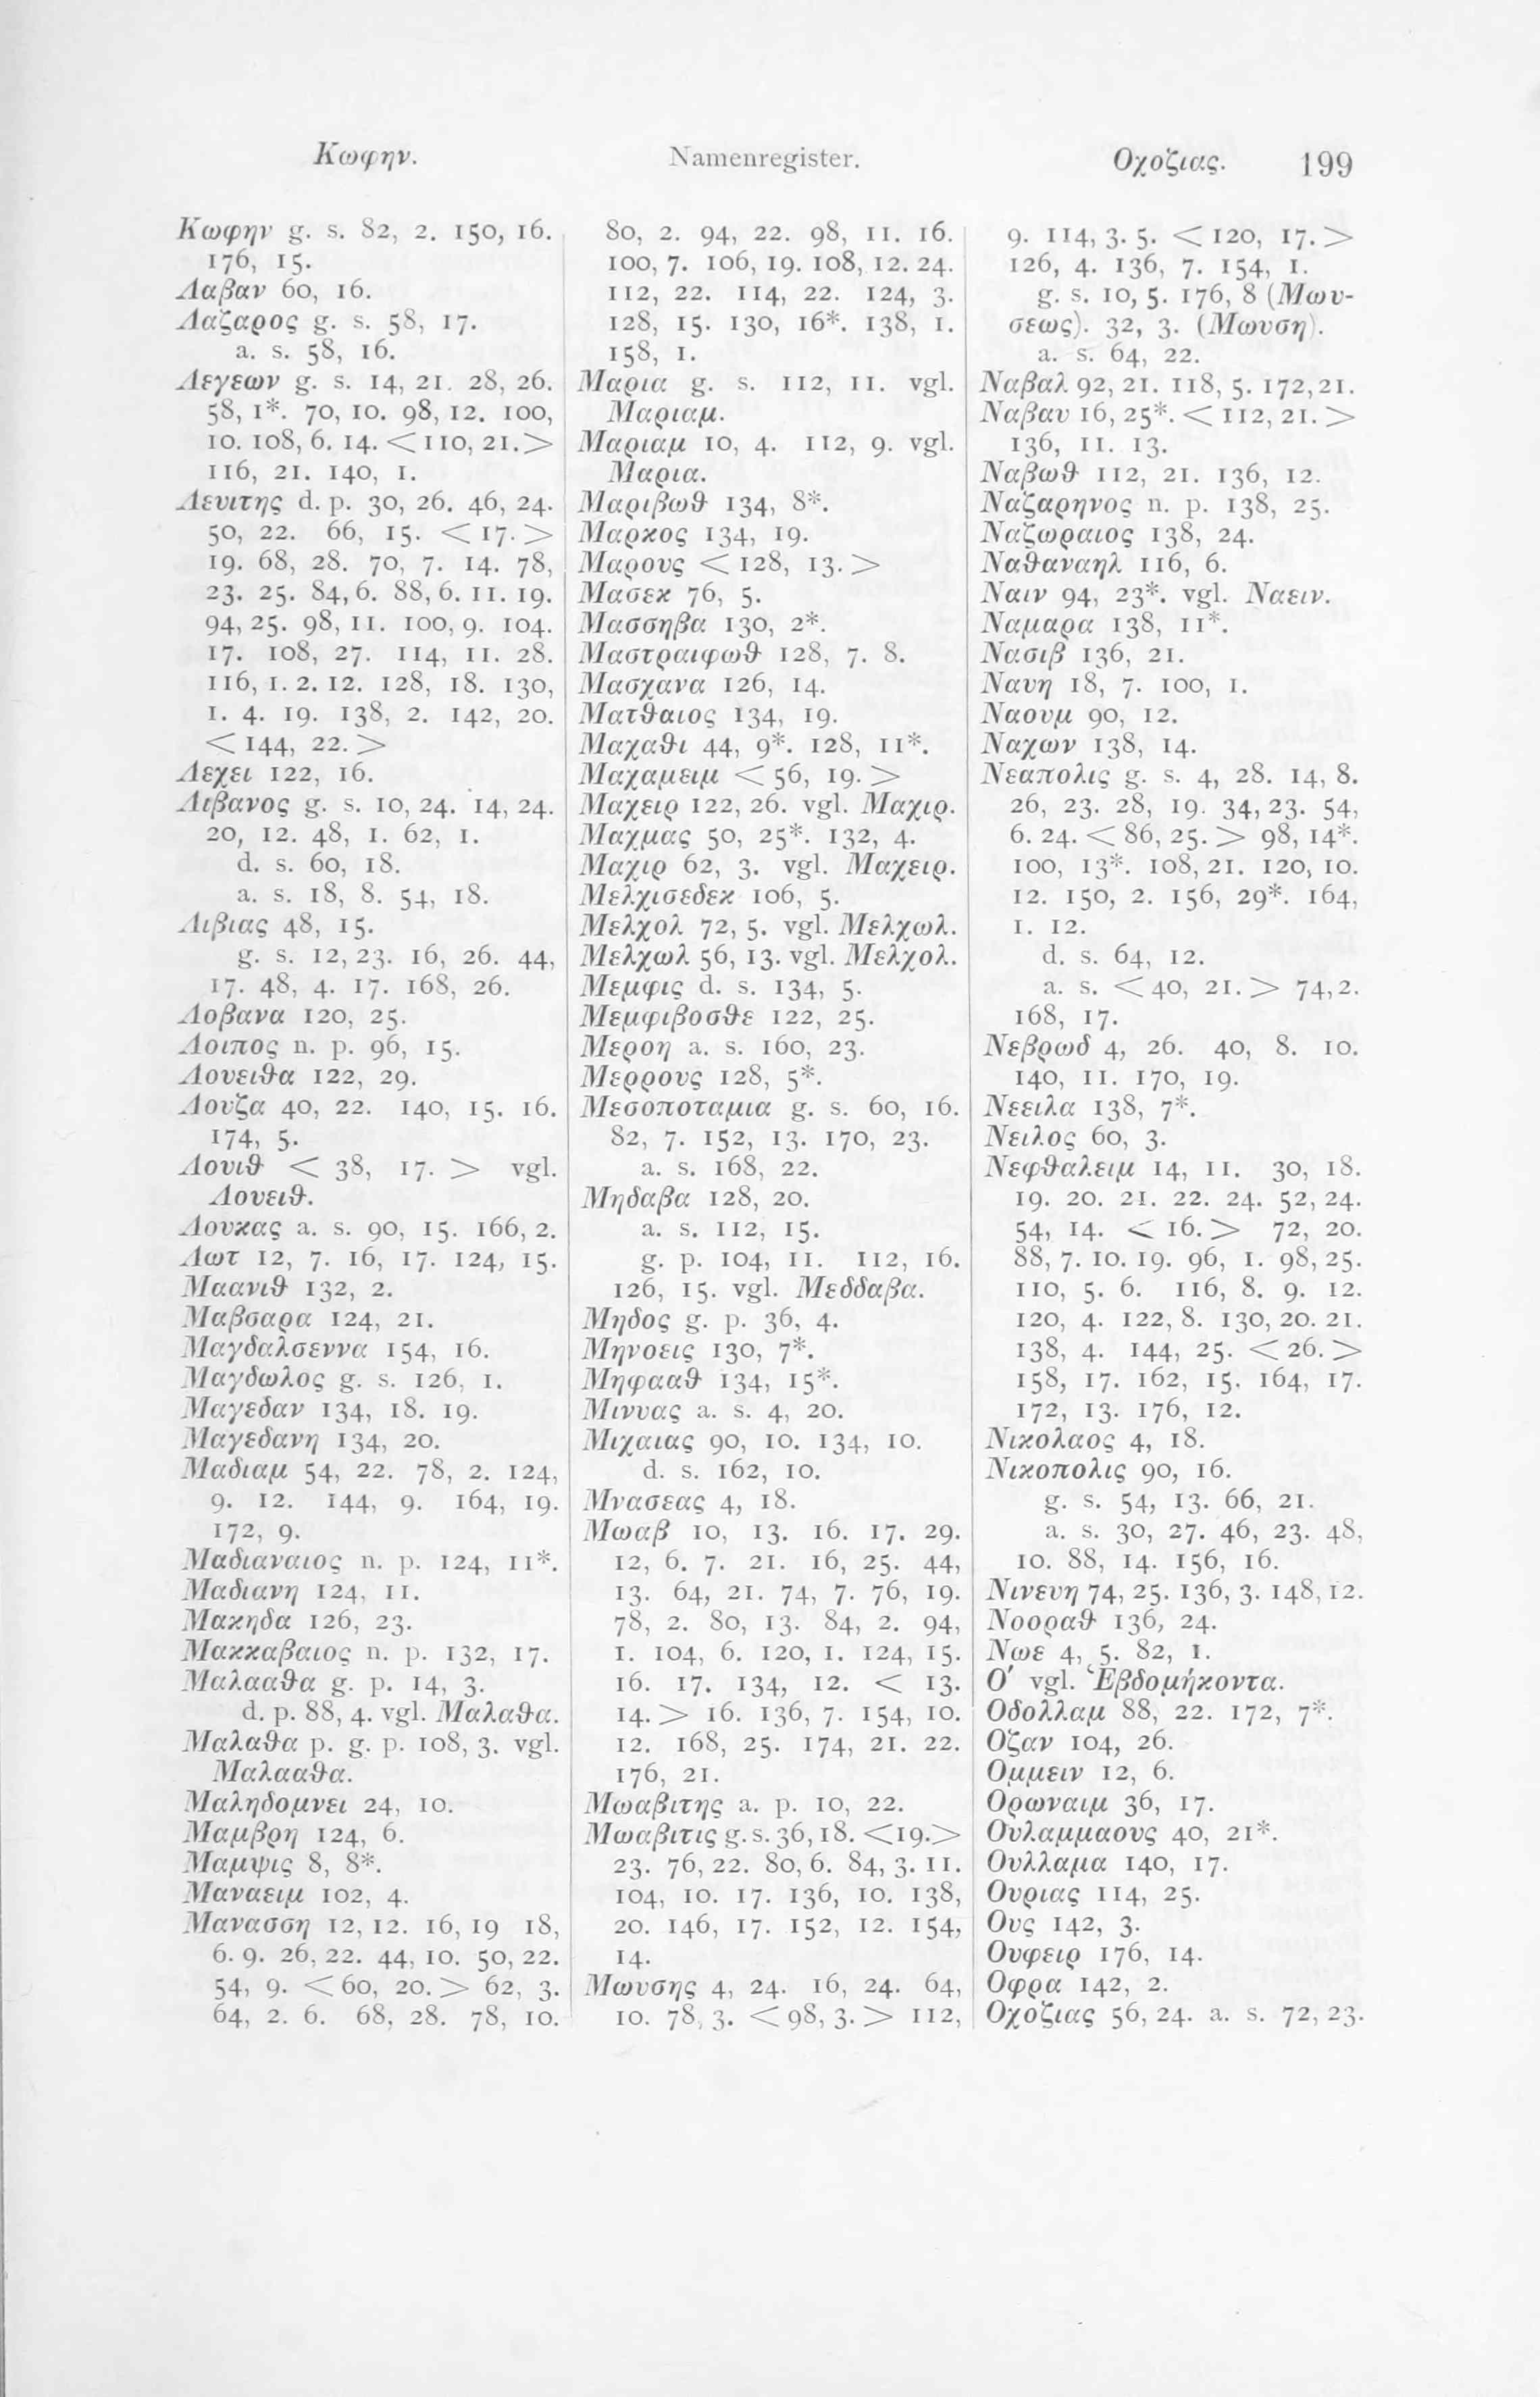 Κωφην.
Namenregister.
Οχοζιας. 199
Κωφην g. s. 82, 2. 150, 16.
176, 15.
Λαβαν 60, 16.
Λαζαρος g. s. 58, 17.
a. s. 58, 16.
Λεγεων g. s. 14, 21. 28, 26.
58, 1*. 70, 10. 98, 12. 100,
10. 108, 6. 14. <110, 21.>
116, 21. 140, 1.
Λευιτης d. p. 30, 26. 46, 24.
50, 22. 66, 15. <17.>
19. 68, 28. 70, 7. 14. 78,
23. 25. 84, 6. 88, 6. 11. 19.
94, 25. 98, 11. 100, 9. 104.
17. 108, 27. 114, 11. 28.
116, 1. 2. 12. 128, 18. 130,
1. 4. 19. 138, 2. 142, 20.
<144, 22.>
Λεχει 122, 16.
Λιβανος g. s. 10, 24. 14, 24.
20, 12. 48, 1. 62, 1.
d. s. 60, 18.
a. s. 18, 8. 54, 18.
Λιβιας 48, 15.
g. s. 12, 23. 16, 26. 44,
17. 48, 4. 17. 168, 26.
Λοβανα 120, 25.
Λοιπος n. p. 96, 15.
Λουειθα 122, 29.
Λουζα 40, 22. 140, 15. 16.
174, 5.
Λουιθ < 38, 17. > vgl.
Λουειθ.
Λουκας a. s. 90, 15. 166, 2.
Λωτ 12, 7. 16, 17. 124, 15.
Μαανιθ 132, 2.
Μαβσαρα 124, 21.
Μαγδαλσεννα 154, 16.
Μαγδωλος g. s. 126, 1.
Μαγεδαν 134, 18. 19.
Μαγεδανη 134, 20.
Μαδιαμ 54, 22. 78, 2. 124,
9. 12. 144, 9. 164, 19.
172, 9.
Μαδιαναιος n. p. 124, 11*.
Μαδιανη 124, 11.
Μακηδα 126, 23.
Μακκαβαιος n. p. 132, 17.
Μαλααθα g. p. 14, 3.
d. p. 88, 4. vgl. Μαλαθα.
Μαλαθα p. g. p. 108, 3. vgl.
Μαλααθα.
Μαληδομνει 24, 10.
Μαμβρη 124, 6.
Μαμψις 8, 8*.
Μαναειμ 102, 4.
Μανασση 12, 12. 16, 19 18,
6. 9. 26, 22. 44, 10. 50, 22.
54, 9. <60, 20.> 62, 3.
64, 2. 6. 68, 28. 78, 10.
80, 2. 94, 22. 98, 11. 16.
100, 7. 106, 19. 108, 12. 24.
112, 22. 114, 22. 124, 3.
128, 15. 130, 16*. 138, 1.
158, 1.
Μαρια g. s. 112, 11. vgl.
Μαριαμ.
Μαριαμ 10, 4. 112, 9. vgl.
Μαρια.
Μαριβωθ 134, 8*.
Μαρκος 134, 19.
Μαρους <128, 13.>
Μασεκ 76, 5.
Μασσηβα 130, 2*.
Μαστραιφωθ 128, 7. 8.
Μασχανα 126, 14.
Ματθαιος 134, 19.
Μαχαθι 44, 9*. 128, 11*.
Μαχαμειμ <56, 19.>
Μαχειρ 122, 26. vgl. Μαχιρ.
Μαχμας 50, 25*. 132, 4.
Μαχιρ 62, 3. vgl. Μαχειρ.
Μελχισεδεκ 106, 5.
Μελχολ 72, 5. vgl. Μελχωλ.
Μελχωλ 56, 13. vgl. Μελχολ.
Μεμφις d. s. 134, 5.
Μεμφιβοσθε 122, 25.
Μεροη a. s. 160, 23.
Μερρους 128, 5*.
Μεσοποταμια g. s. 60, 16.
82, 7. 152, 13. 170, 23.
a. s. 168, 22.
Μηδαβα 128, 20.
a. s. 112, 15.
g. p. 104, 11. 112, 16.
126, 15. vgl. Μεδδαβα.
Μηδος g. p. 36, 4.
Μηνοεις 130, 7*.
Μηφααθ 134, 15*.
Μινυας a. s. 4, 20.
Μιχαιας 90, 10. 134, 10.
d. s. 162, 10.
Μνασεας 4, 18.
Μωαβ 10, 13. 16. 17. 29.
12, 6. 7. 21. 16, 25. 44,
13. 64, 21. 74, 7. 76, 19.
78, 2. 80, 13. 84, 2. 94,
1. 104, 6. 120, 1. 124, 15.
16. 17. 134, 12. < 13.
14.> 16. 136, 7. 154, 10.
12. 168, 25. 174, 21. 22.
176, 21.
Μωαβιτης a. p. 10, 22.
Μωαβιτις g. s. 36, 18. <19.>
23. 76, 22. 80, 6. 84, 3. 11.
104, 10. 17. 136, 10. 138,
20. 146, 17. 152, 12. 154,
14.
Μωυσης 4, 24. 16, 24. 64,
10. 78, 3. <98, 3.> 112,
9. 114, 3. 5. <120, 17.>
126, 4. 136, 7. 154, 1.
g. s. 10, 5. 176, 8 (Μωυ-
σεως). 32, 3. (Μωυση).
a. s. 64, 22.
Ναβαλ 92, 21. 118, 5. 172, 21.
Ναβαυ 16, 25*. <112, 21.>
136, 11. 13.
Ναβωθ 112, 21. 136, 12.
Ναζαρηνος n. p. 138, 25.
Ναζωραιος 138, 24.
Ναθαναηλ 116, 6.
Ναιν 94, 23*. vgl. Ναειν.
Ναμαρα 138, 11*.
Νασιβ 136, 21.
Ναυη 18, 7. 100, 1.
Ναουμ 90, 12.
Ναχων 138, 14.
Νεαπολις g. s. 4, 28. 14, 8.
26, 23. 28, 19. 34, 23. 54,
6. 24. <86, 25.> 98, 14*.
100, 13*. 108, 21. 120, 10.
12. 150, 2. 156, 29*. 164,
1. 12.
d. s. 64, 12.
a. s. <40, 21.> 74, 2.
168, 17.
Νεβρωδ 4, 26. 40, 8. 10.
140, 11. 170, 19.
Νεειλα 138, 7*.
Νειλος 60, 3.
Νεφθαλειμ 14, 11. 30, 18.
19. 20. 21. 22. 24. 52, 24.
54, 14. <16.> 72, 20.
88, 7. 10. 19. 96, 1. 98, 25.
110, 5. 6. 116, 8. 9. 12.
120, 4. 122, 8. 130, 20. 21.
138, 4. 144, 25. <26.>
158, 17. 162, 15. 164, 17.
172, 13. 176, 12.
Νικολαος 4, 18.
Νικοπολις 90, 16.
g. s. 54, 13. 66, 21.
a. s. 30, 27. 46, 23. 48,
10. 88, 14. 156, 16.
Νινευη 74, 25. 136, 3. 148, 12.
Νοοραθ 136, 24.
Νωε 4, 5. 82, 1.
Ο′ vgl. Ἑβδομήκοντα.
Οδολλαμ 88, 22. 172, 7*.
Οζαν 104, 26.
Ομμειν 12, 6.
Ορωναιμ 36, 17.
Ουλαμμαους 40, 21*.
Ουλλαμα 140, 17.
Ουριας 114, 25.
Ους 142, 3.
Ουφειρ 176, 14.
Οφρα 142, 2.
Οχοζιας 56, 24. a. s. 72, 23.